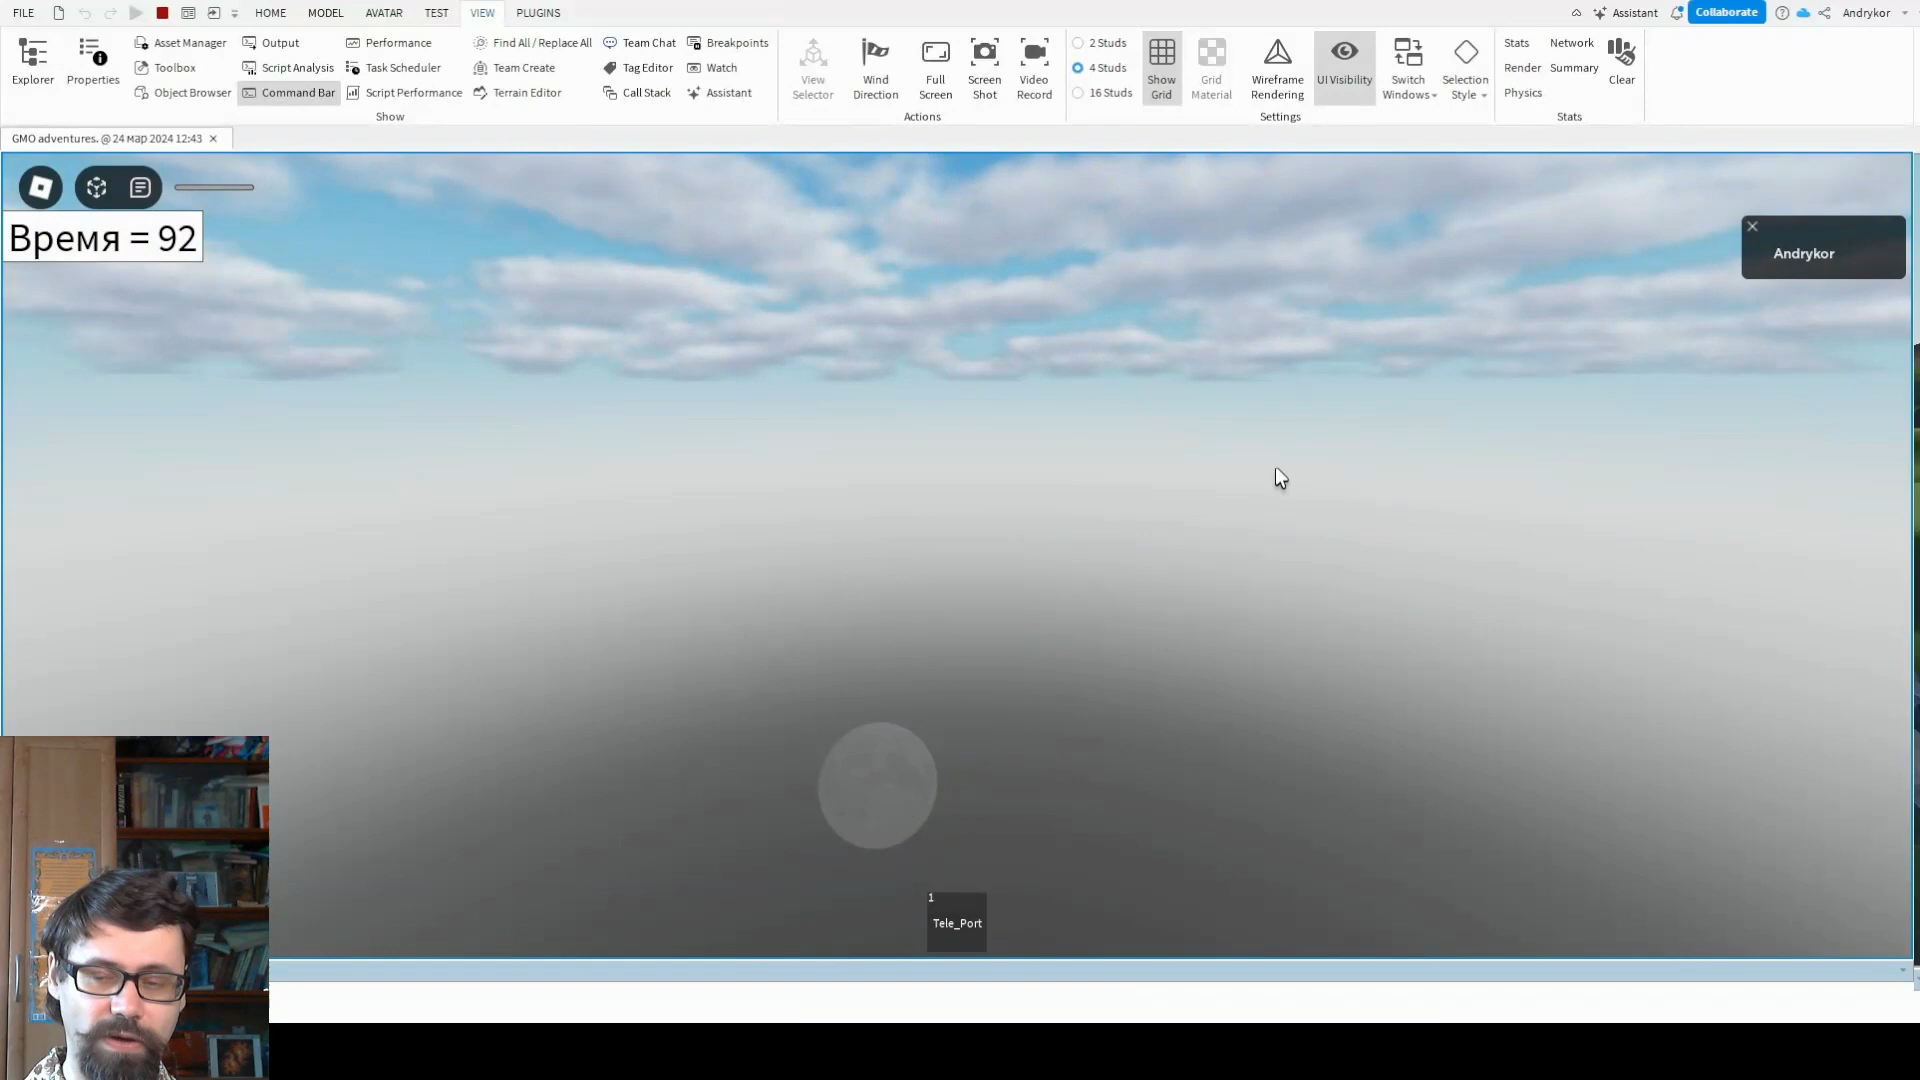 FILE
HOME
MODEL
AVATAR
TEST
VIEW
PLUGINS
Assistant
Collaborate
Andrykor
Explorer
Properties
Asset Manager
Toolbox
Object Browser
Output
Script Analysis
Command Bar
Performance
Task Scheduler
Script Performance
Find All / Replace All
Team Create
Terrain Editor
Team Chat
Tag Editor
Call Stack
Breakpoints
Watch
Assistant
Show
View
Selector
Wind
Direction
Full
Screen
Screen
Shot
Video
Record
Actions
2 Studs
4 Studs
16 Studs
Show
Grid
Grid
Material
Wireframe
Rendering
UI Visibility
Switch
Windows
Selection
Style
Settings
Stats
Render
Physics
Network
Summary
Clear
Stats
GMO adventures. @ 24 мар 2024 12:43
Время = 92
Andrykor
1
Tele_Port